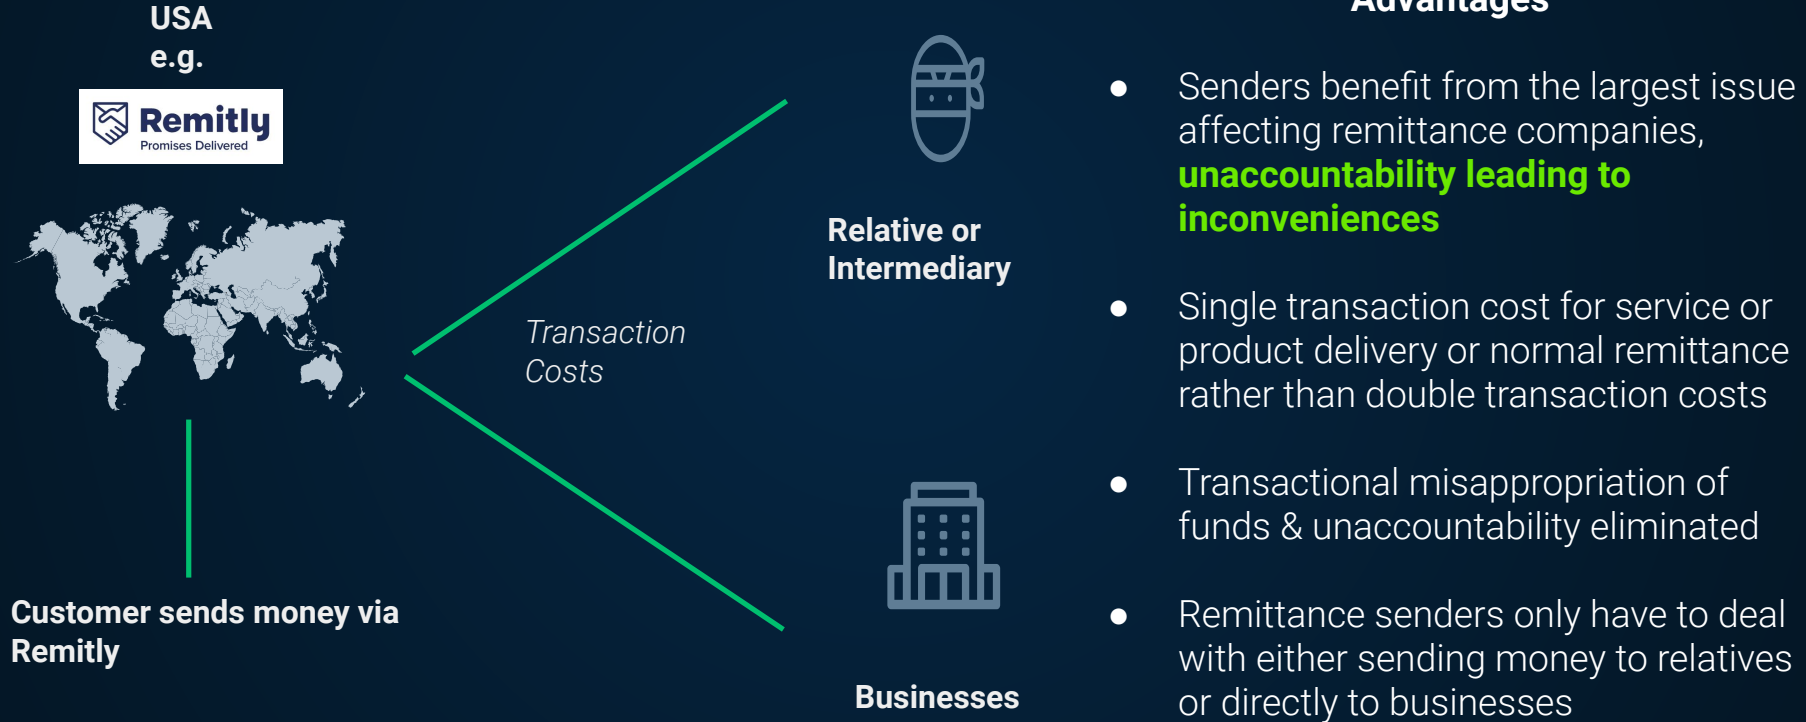 USA
e.g.
Remitly
Promises Delivered
Customer sends money via
Remitly
Transaction
Costs
Relative or
Intermediary
Businesses
Advantages
● Senders benefit from the largest issue
affecting remittance companies,
unaccountability leading to
inconveniences
● Single transaction cost for service or
product delivery or normal remittance
rather than double transaction costs
● Transactional misappropriation of
funds & unaccountability eliminated
● Remittance senders only have to deal
with either sending money to relatives
or directly to businesses